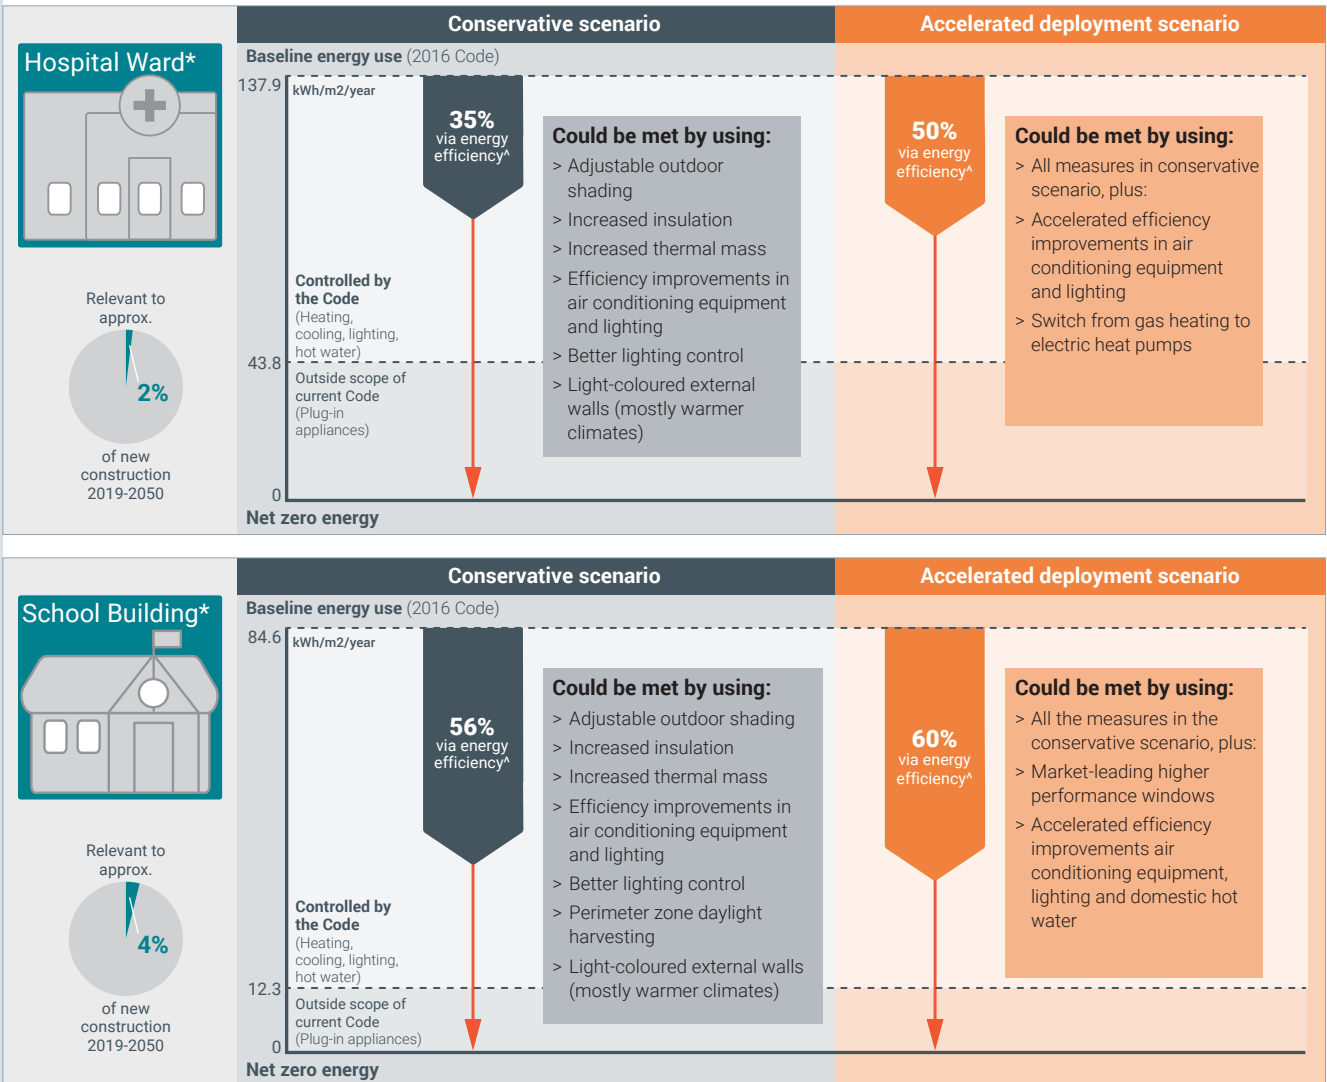 Conservative scenario
Accelerated deployment scenario
Hospital Ward*
Baseline energy use (2016 Code)
137.9
kWh/m2/year
35%
via energy
efficiency^
Could be met by using:
> Adjustable outdoor
shading
> Increased insulation
> Increased thermal mass
> Efficiency improvements in
air conditioning equipment
and lighting
> Better lighting control
> Light-coloured external
walls (mostly warmer
climates)
50%
via energy
efficiency^
Could be met by using:
> All measures in conservative
scenario, plus:
> Accelerated efficiency
improvements in air
conditioning equipment
and lighting
> Switch from gas heating to
electric heat pumps
Controlled by
the Code
(Heating,
cooling, lighting,
hot water)
43.8
Outside scope of
current Code
(Plug-in
appliances)
0
Net zero energy
Relevant to
approx.
2%
of new
construction
2019-2050
Conservative scenario
Accelerated deployment scenario
School Building*
Baseline energy use (2016 Code)
84.6
kWh/m2/year
56%
via energy
efficiency^
Could be met by using:
> Adjustable outdoor shading
> Increased insulation
> Increased thermal mass
> Efficiency improvements in
air conditioning equipment
and lighting
> Better lighting control
> Perimeter zone daylight
harvesting
> Light-coloured external walls
(mostly warmer climates)
60%
via energy
efficiency^
Could be met by using:
> All the measures in the
conservative scenario, plus:
> Market-leading higher
performance windows
> Accelerated efficiency
improvements air
conditioning equipment,
lighting and domestic hot
water
Controlled by
the Code
(Heating,
cooling, lighting,
hot water)
12.3
Outside scope of
current Code
(Plug-in appliances)
0
Net zero energy
Relevant to
approx.
4%
of new
construction
2019-2050